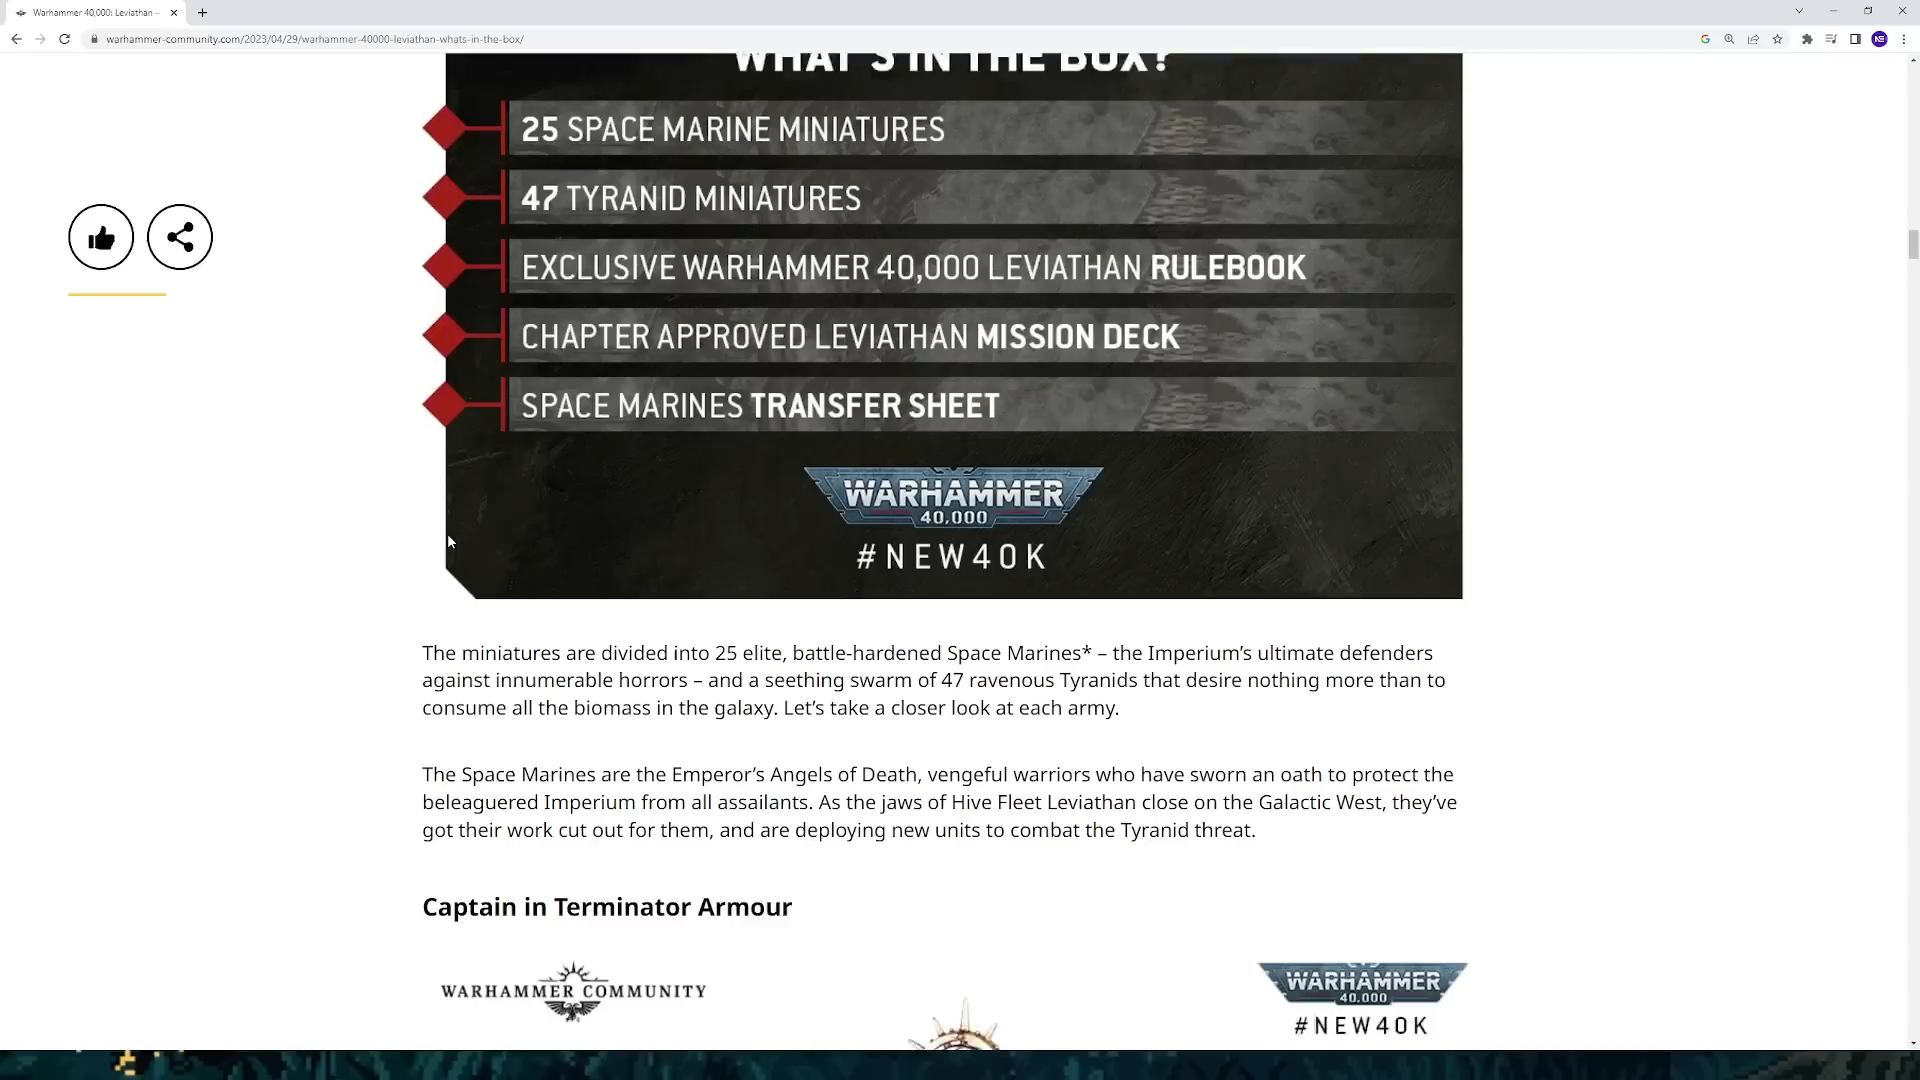 Warhammer 40,000: Leviathan –
warhammer-community.com/2023/04/29/warhammer-40000-leviathan-whats-in-the-box/
NE
WHAT'S IN THE BOX?
25 SPACE MARINE MINIATURES
47 TYRANID MINIATURES
EXCLUSIVE WARHAMMER 40,000 LEVIATHAN RULEBOOK
CHAPTER APPROVED LEVIATHAN MISSION DECK
SPACE MARINES TRANSFER SHEET
WARHAMMER
40,000
#NEW40K
The miniatures are divided into 25 elite, battle-hardened Space Marines* – the Imperium’s ultimate defenders
against innumerable horrors – and a seething swarm of 47 ravenous Tyranids that desire nothing more than to
consume all the biomass in the galaxy. Let’s take a closer look at each army.
The Space Marines are the Emperor’s Angels of Death, vengeful warriors who have sworn an oath to protect the
beleaguered Imperium from all assailants. As the jaws of Hive Fleet Leviathan close on the Galactic West, they’ve
got their work cut out for them, and are deploying new units to combat the Tyranid threat.
Captain in Terminator Armour
WARHAMMER COMMUNITY
WARHAMMER
40,000
#NEW40K